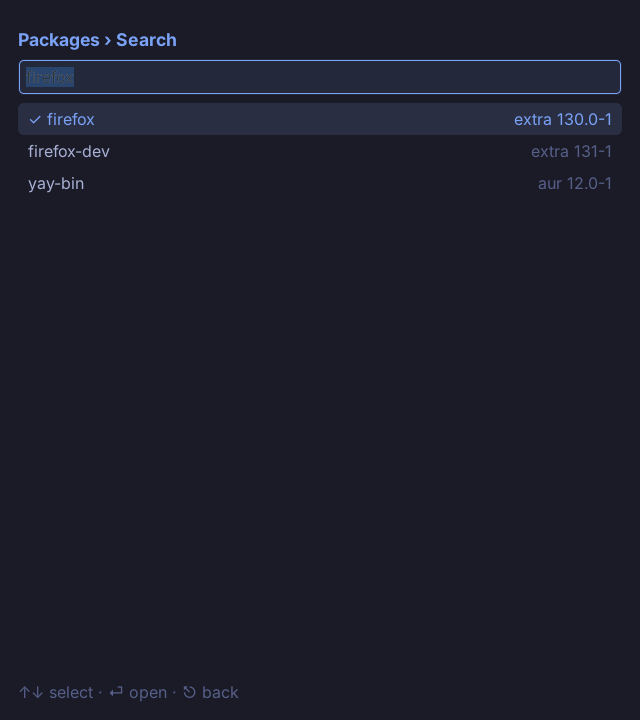 Packages › Search
firefox
✓ firefox extra 130.0-1
firefox-dev extra 131-1
yay-bin aur 12.0-1
↑↓ select · ⏎ open · ⎋ back